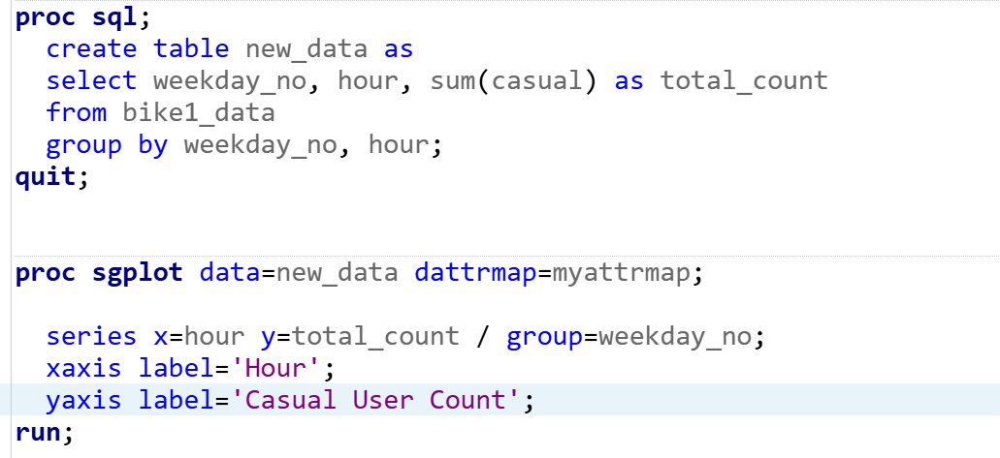 proc sql;
create table new_data as
select weekday_no, hour, sum(casual) as total_count
from bike1_data
group by weekday_no, hour;
quit;
proc sgplot data=new_data dattrmap=myattrmap;
series x=hour y=total_count / group=weekday_no;
xaxis label='Hour';
yaxis label='Casual User Count';
run;